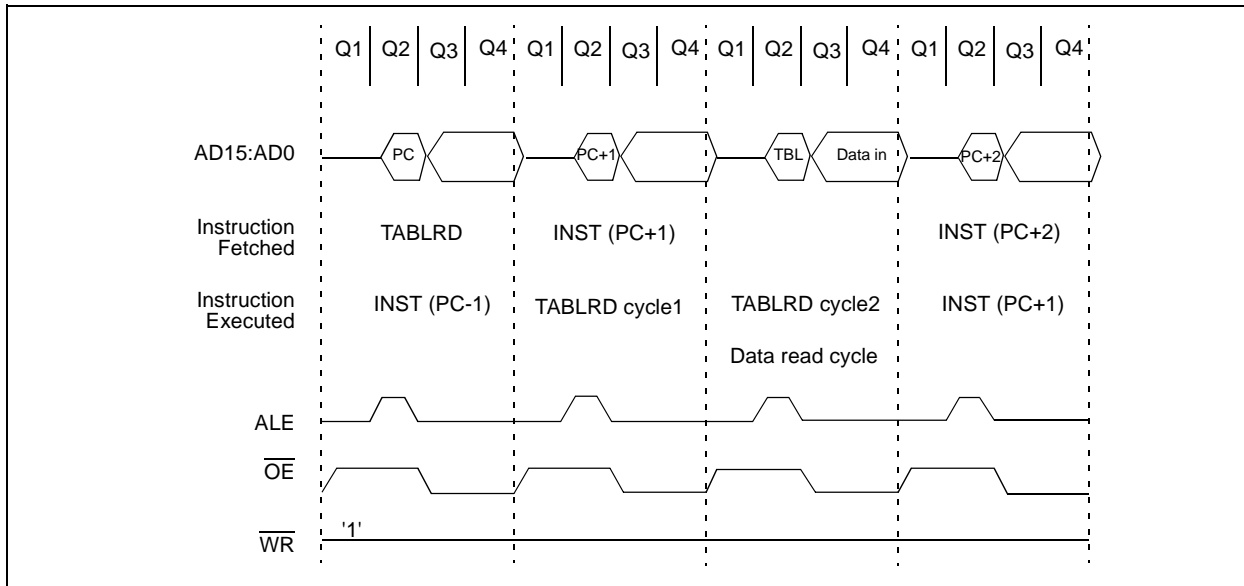 Q1 Q2 Q3 Q4 Q1 Q2 Q3 Q4 Q1 Q2 Q3 Q4 Q1 Q2 Q3 Q4
AD15:AD0 PC PC+1 TBL Data in PC+2
Instruction
Fetched TABLRD INST (PC+1) INST (PC+2)
Instruction
Executed INST (PC-1) TABLRD cycle1 TABLRD cycle2 INST (PC+1)
Data read cycle
ALE
OE
'1'
WR